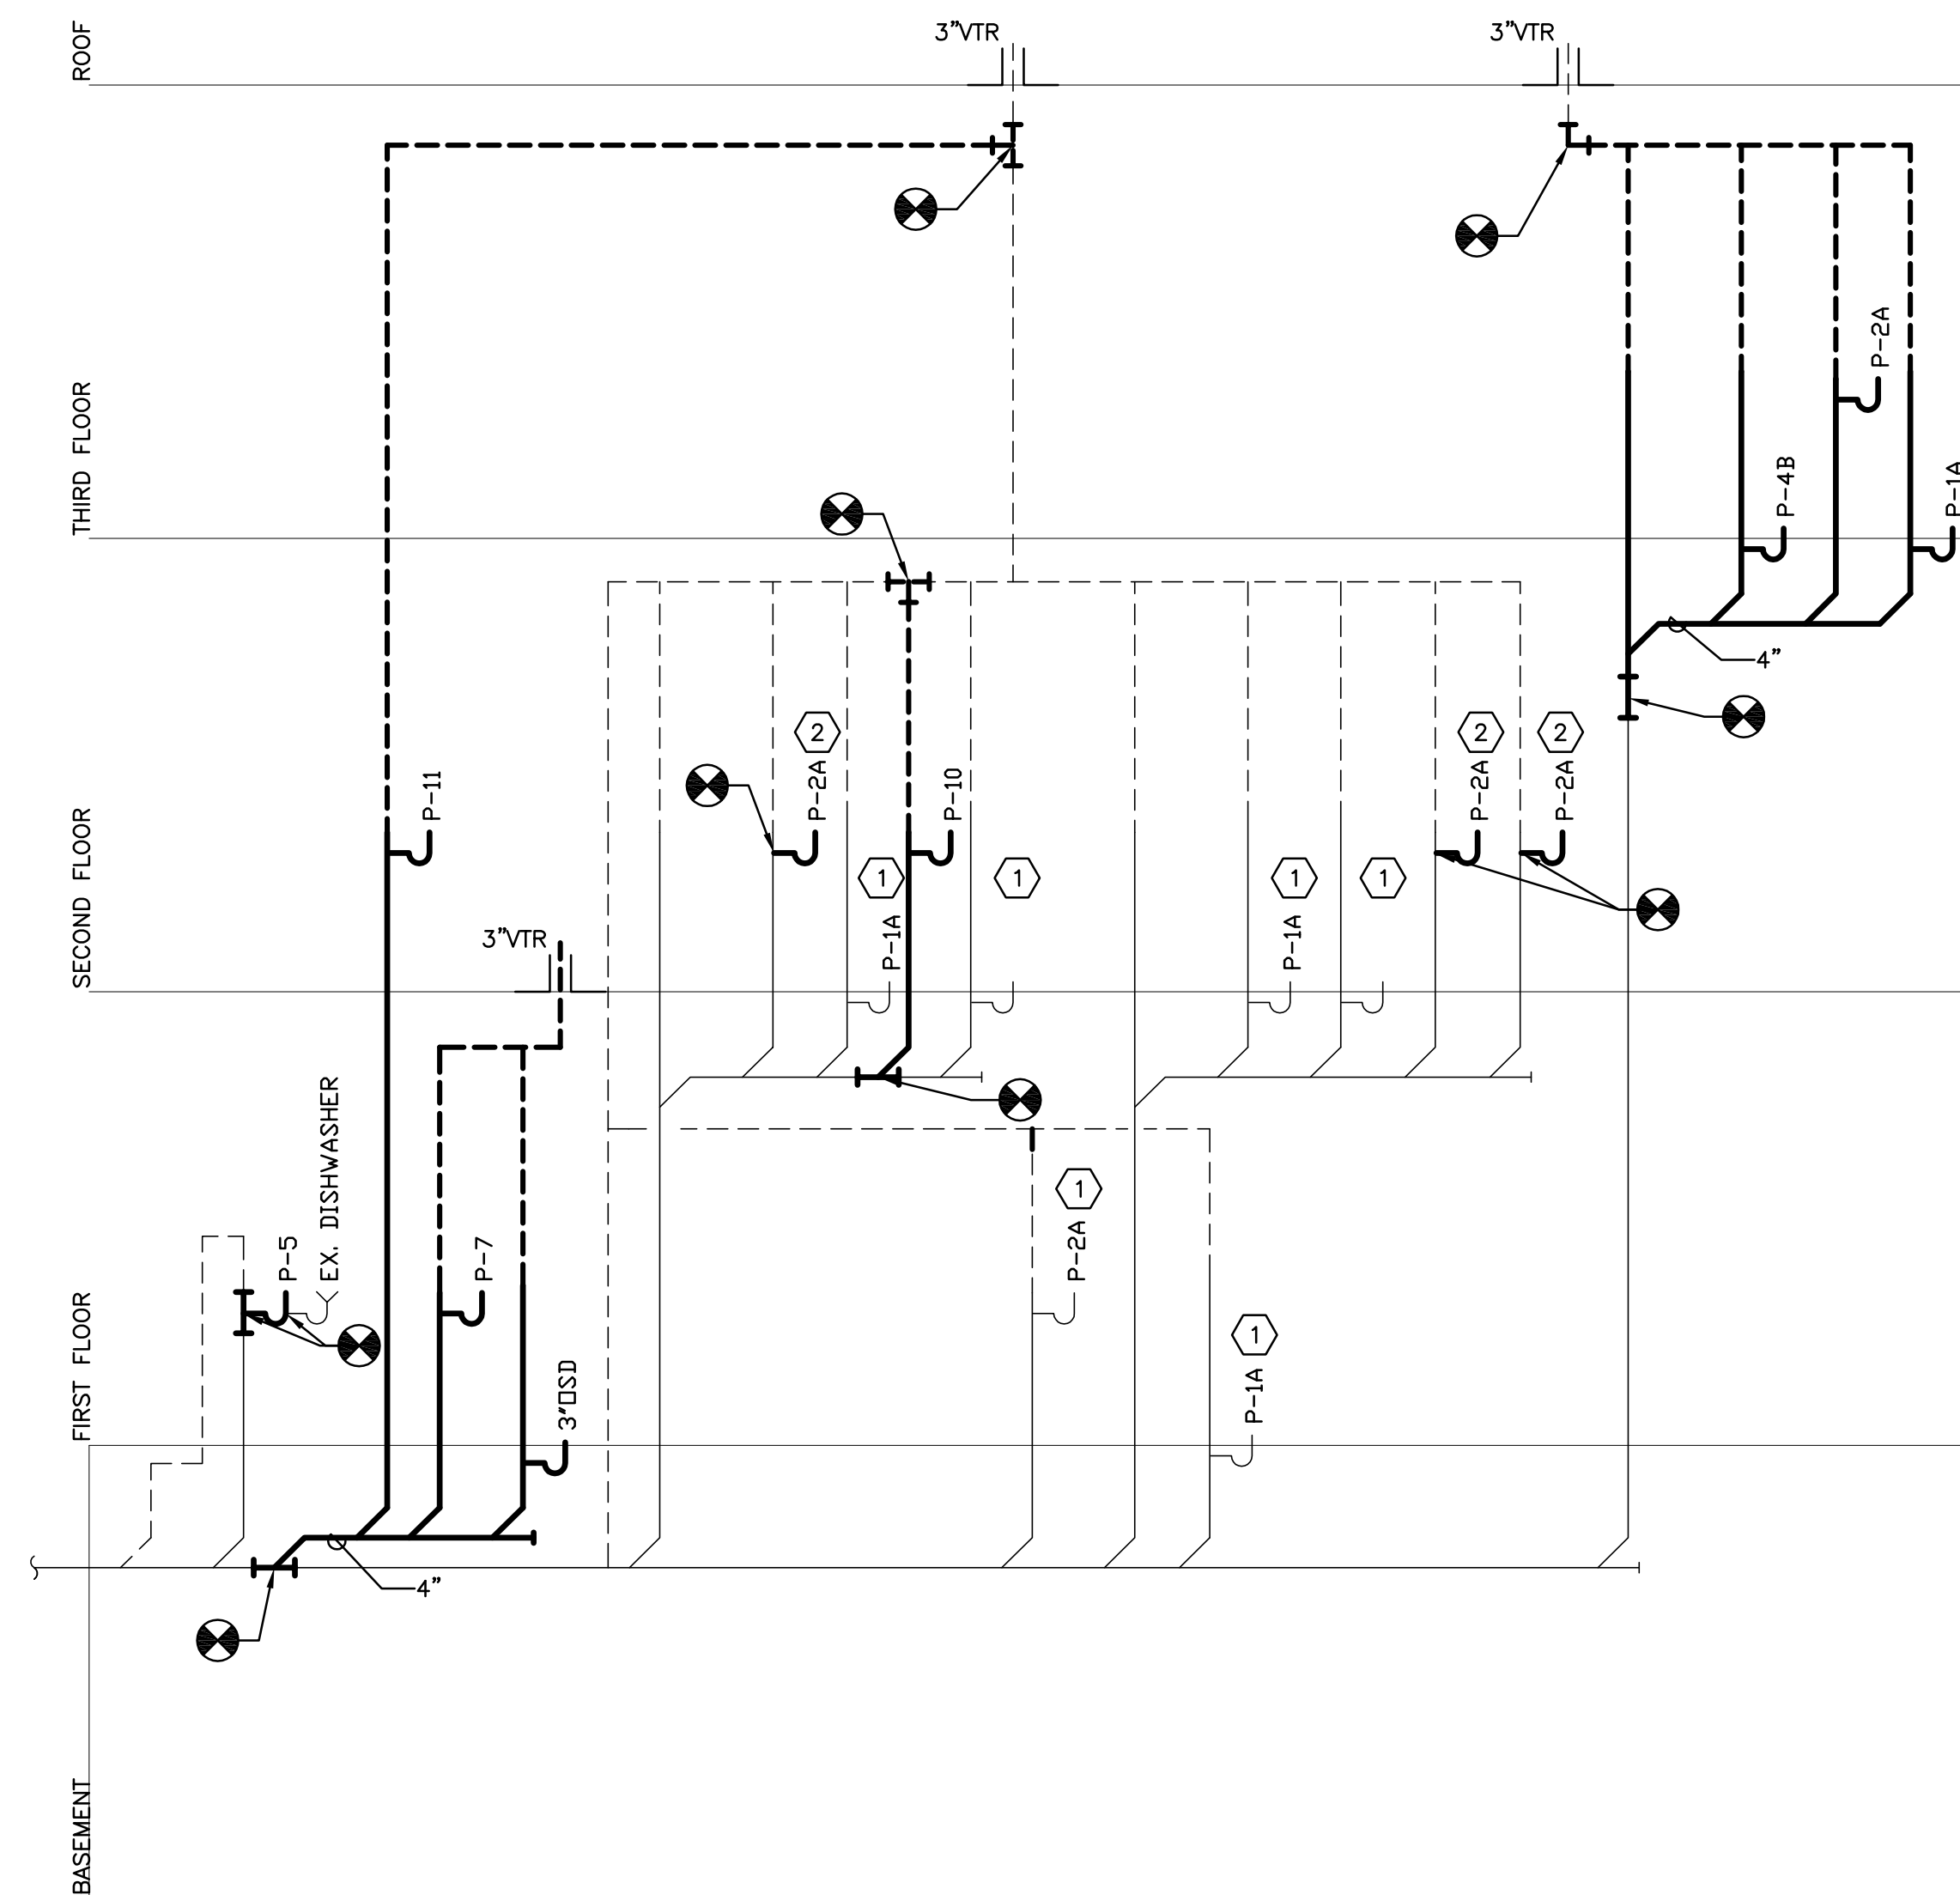 ROOF
3"VTR
3"VTR
THIRD FLOOR
P-2A
P-4B
P-1A
4"
SECOND FLOOR
P-11
2
P-2A
P-10
2
P-2A
2
P-2A
1
P-1A
1
1
P-1A
1
3"VTR
FIRST FLOOR
EX. DISHWASHER
P-5
P-7
3"OSD
1
P-2A
1
P-1A
4"
BASEMENT